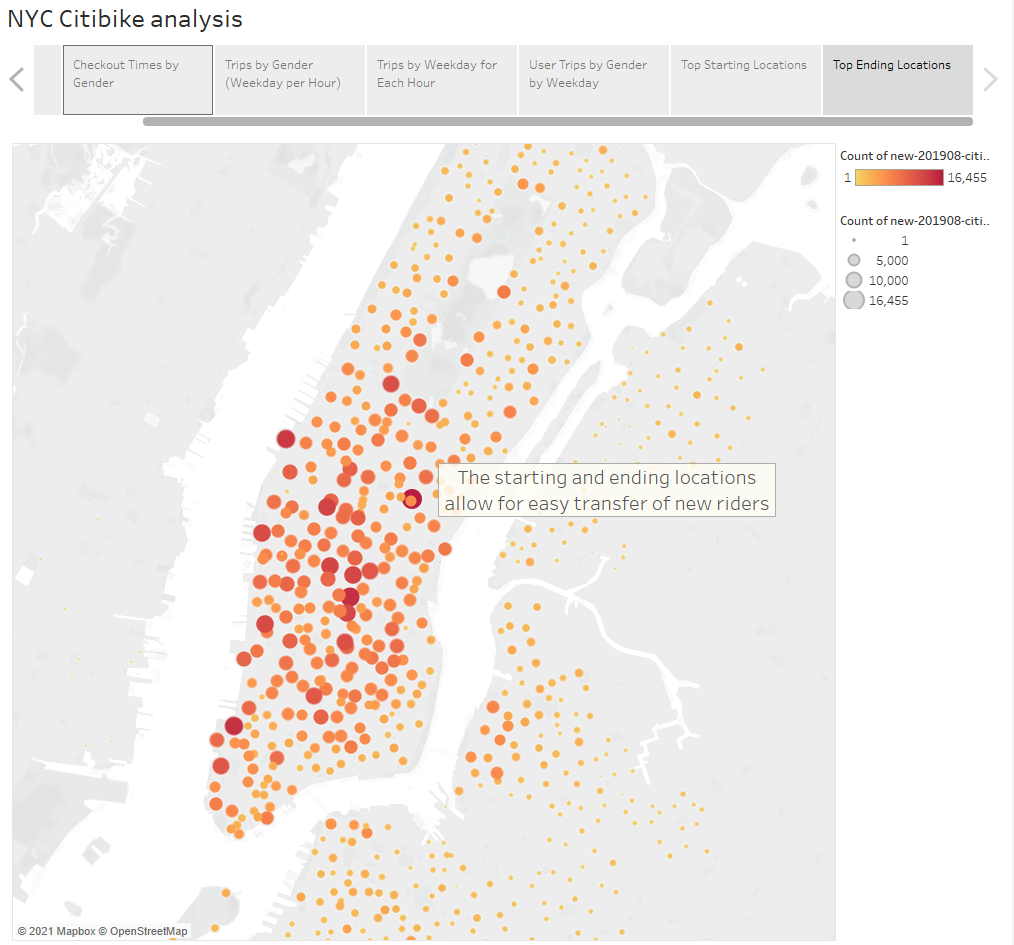 NYC Citibike analysis
Checkout Times by
Gender
Trips by Gender
(Weekday per Hour)
Trips by Weekday for
Each Hour
User Trips by Gender
by Weekday
Top Starting Locations
Top Ending Locations
Count of new-201908-citi..
1
16,455
Count of new-201908-citi..
1
5,000
10,000
16,455
The starting and ending locations
allow for easy transfer of new riders
© 2021 Mapbox © OpenStreetMap